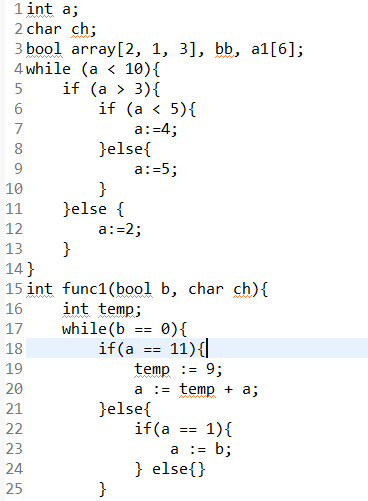 1 int a;
2 char ch;
3 bool array[2, 1, 3], bb, a1[6];
4 while (a < 10){
5     if (a > 3){
6         if (a < 5){
7             a:=4;
8         }else{
9             a:=5;
10         }
11     }else {
12         a:=2;
13     }
14 }
15 int func1(bool b, char ch){
16     int temp;
17     while(b == 0){
18         if(a == 11){
19             temp := 9;
20             a := temp + a;
21         }else{
22             if(a == 1){
23                 a := b;
24             } else{}
25         }